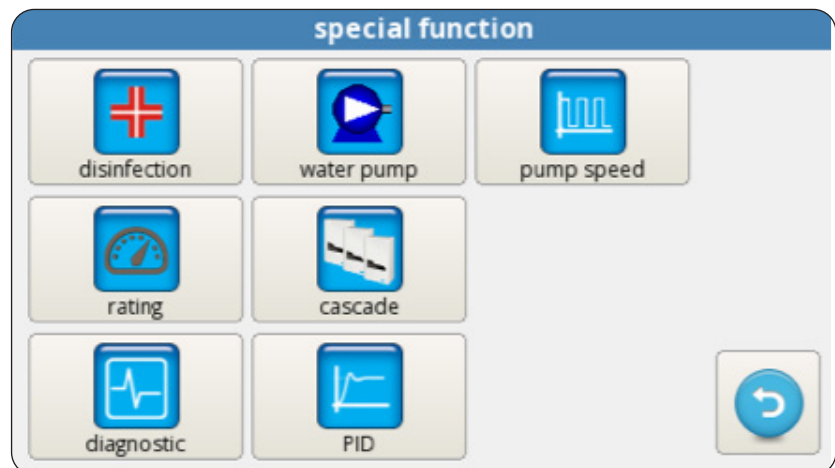 special function
disinfection
water pump
pump speed
rating
cascade
diagnostic
PID